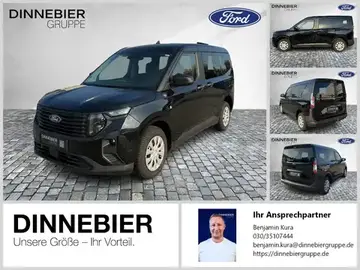 DINNEBIER
GRUPPE
Ford
DINNEBIER
Unsere Größe – Ihr Vorteil.
Ihr Ansprechpartner
Benjamin Kura
030/35307444
benjamin.kura@dinnebiergruppe.de
https://dinnebiergruppe.de